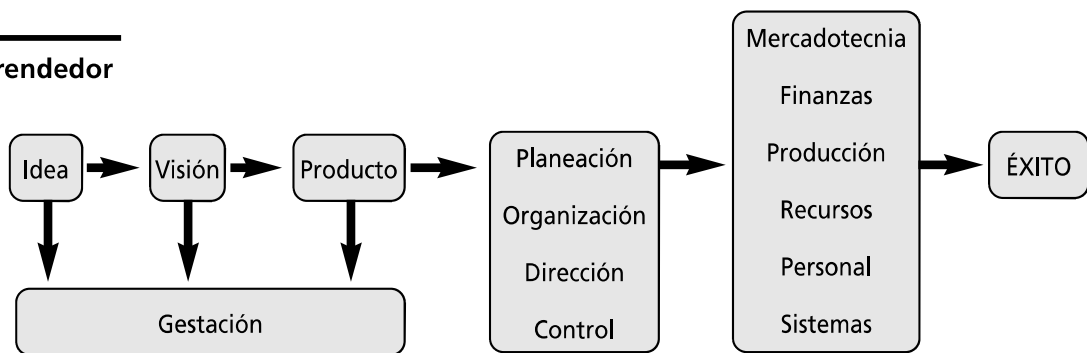 rendedor
Idea
Visión
Producto
Gestación
Planeación
Organización
Dirección
Control
Mercadotecnia
Finanzas
Producción
Recursos
Personal
Sistemas
ÉXITO